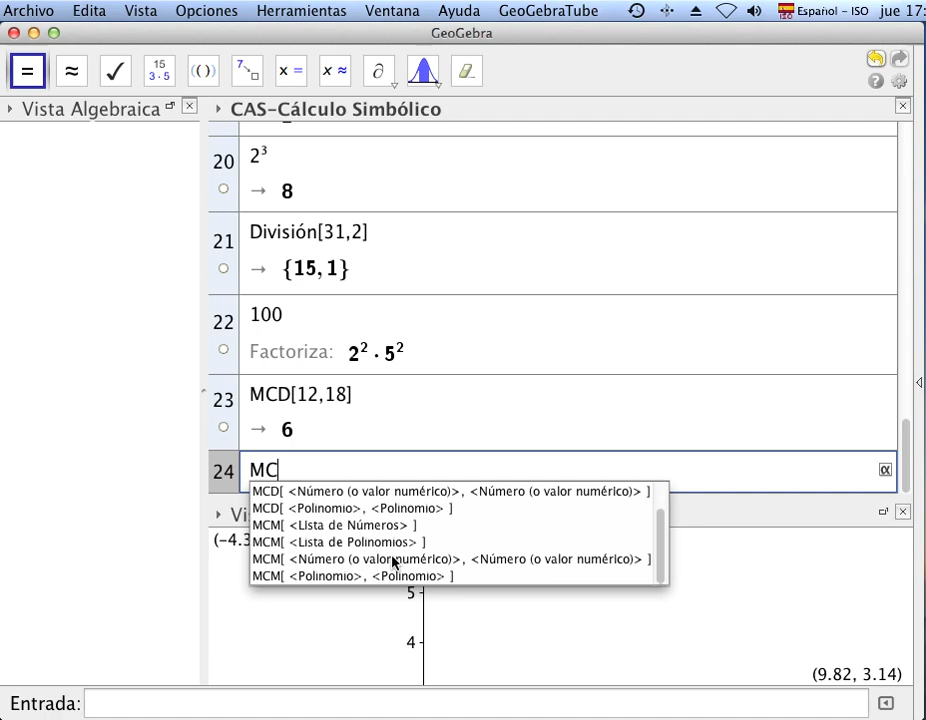 Archivo Edita Vista Opciones Herramientas Ventana Ayuda GeoGebraTube Español – ISO jue 17:
GeoGebra
= ≈ ✓ 15 3·5 (()) 7 x = x ≈ ∂
Vista Algebraica
CAS-Cálculo Simbólico
20 2³
→ 8
21 División[31,2]
→ {15, 1}
22 100
Factoriza: 2² · 5²
23 MCD[12,18]
→ 6
24 MC α
MCD[ <Número (o valor numérico)>, <Número (o valor numérico)> ]
MCD[ <Polinomio>, <Polinomio> ]
MCM[ <Lista de Números> ]
MCM[ <Lista de Polinomios> ]
MCM[ <Número (o valor numérico)>, <Número (o valor numérico)> ]
MCM[ <Polinomio>, <Polinomio> ]
Vi
(-4.3
5
4
(9.82, 3.14)
Entrada: